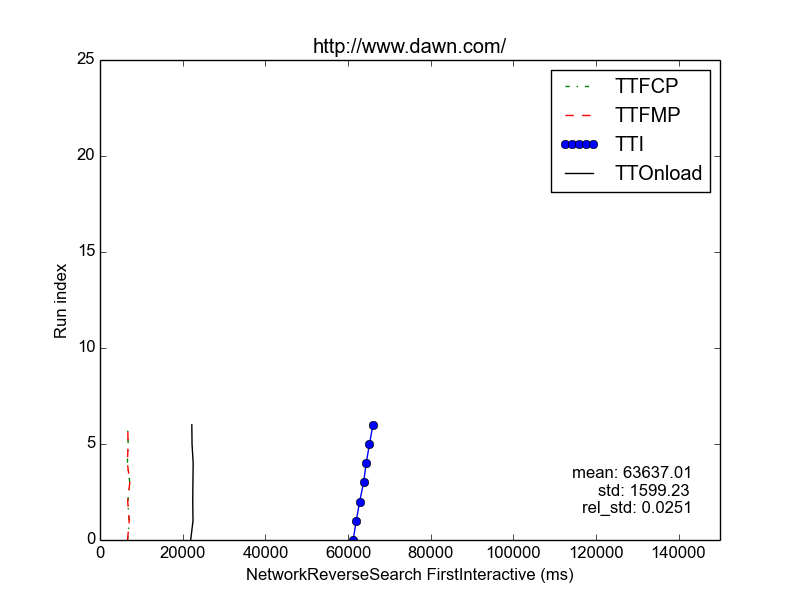 http://www.dawn.com/
25
20
15
10
5
0
Run index
TTFCP
TTFMP
TTI
TTOnload
mean: 63637.01
std: 1599.23
rel_std: 0.0251
0 20000 40000 60000 80000 100000 120000 140000
NetworkReverseSearch FirstInteractive (ms)